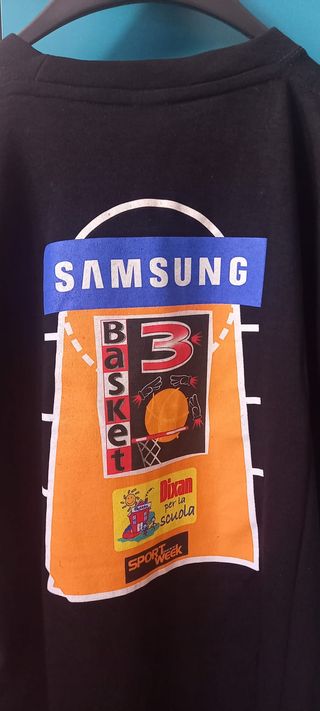 SAMSUNG
Basket
3
Dixan
per la
scuola
SPORT
WEEK